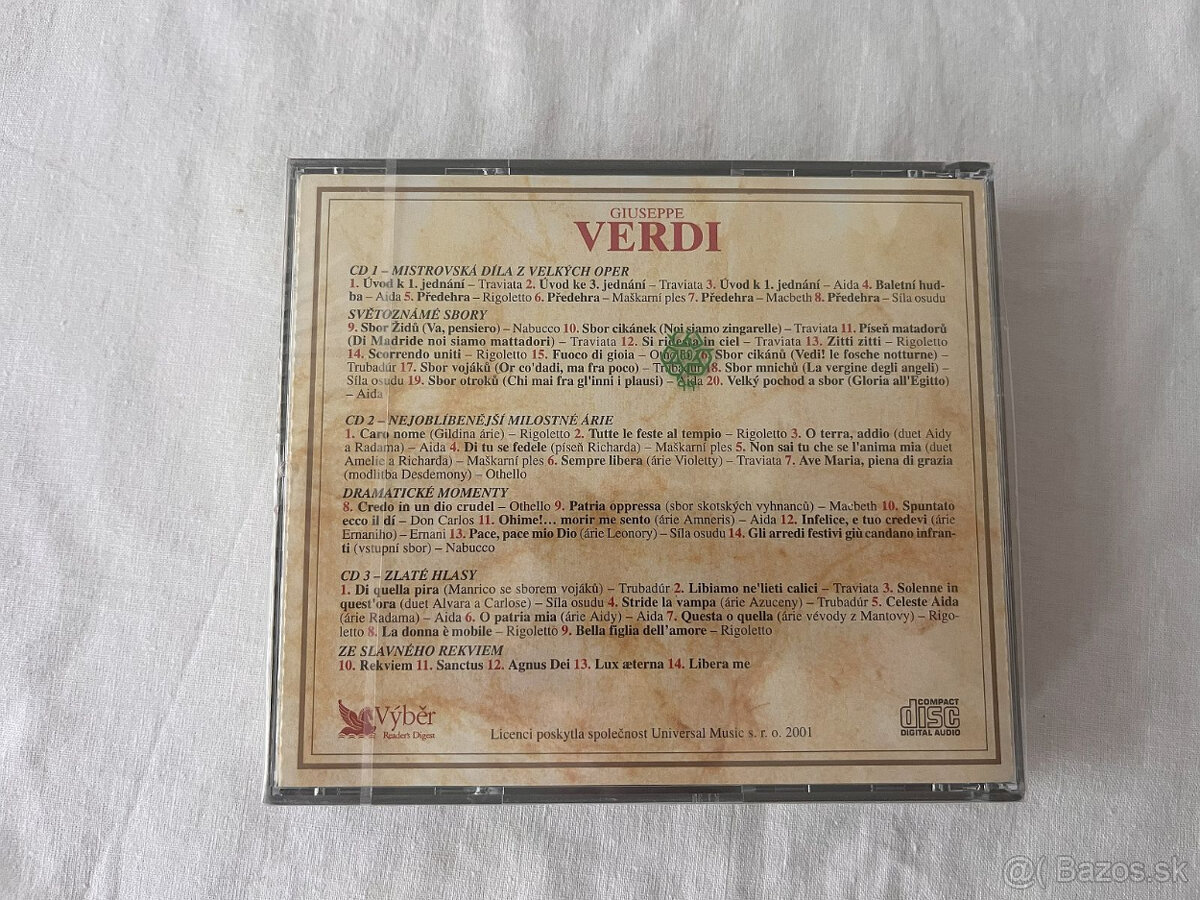 GIUSEPPE
VERDI
CD 1 – MISTROVSKÁ DÍLA Z VELKÝCH OPER
1. Úvod k 1. jednání – Traviata 2. Úvod ke 3. jednání – Traviata 3. Úvod k 1. jednání – Aida 4. Baletní hud-
ba – Aida 5. Předehra – Rigoletto 6. Předehra – Maškarní ples 7. Předehra – Macbeth 8. Předehra – Síla osudu
SVĚTOZNÁMÉ SBORY
9. Sbor Židů (Va, pensiero) – Nabucco 10. Sbor cikánek (Noi siamo zingarelle) – Traviata 11. Píseň matadorů
(Di Madride noi siamo mattadori) – Traviata 12. Si ridesta in ciel – Traviata 13. Zitti zitti – Rigoletto
14. Scorrendo uniti – Rigoletto 15. Fuoco di gioia – Sbor cikánů (Vedi! le fosche notturne) –
Trubadúr 17. Sbor vojáků (Or co'dadi, ma fra poco) – Trubadúr 18. Sbor mnichů (La vergine degli angeli) –
Síla osudu 19. Sbor otroků (Chi mai fra gl'inni i plausi) – Aida 20. Velký pochod a sbor (Gloria all'Egitto)
– Aida
CD 2 – NEJOBLÍBENĚJŠÍ MILOSTNÉ ÁRIE
1. Caro nome (Gildina árie) – Rigoletto 2. Tutte le feste al tempio – Rigoletto 3. O terra, addio (duet Aidy
a Radama) – Aida 4. Di tu se fedele (píseň Richarda) – Maškarní ples 5. Non sai tu che se l'anima mia (duet
Amelie a Richarda) – Maškarní ples 6. Sempre libera (árie Violetty) – Traviata 7. Ave Maria, piena di grazia
(modlitba Desdemony) – Othello
DRAMATICKÉ MOMENTY
8. Credo in un dio crudel – Othello 9. Patria oppressa (sbor skotských vyhnanců) – Macbeth 10. Spuntato
ecco il dí – Don Carlos 11. Ohime!... morir me sento (árie Amneris) – Aida 12. Infelice, e tuo credevi (árie
Ernaniho) – Ernani 13. Pace, pace mio Dio (árie Leonory) – Síla osudu 14. Gli arredi festivi giù candano infran-
ti (vstupní sbor) – Nabucco
CD 3 – ZLATÉ HLASY
1. Di quella pira (Manrico se sborem vojáků) – Trubadúr 2. Libiamo ne'lieti calici – Traviata 3. Solenne in
quest'ora (duet Alvara a Carlose) – Síla osudu 4. Stride la vampa (árie Azuceny) – Trubadúr 5. Celeste Aida
(árie Radama) – Aida 6. O patria mia (árie Aidy) – Aida 7. Questa o quella (árie vévody z Mantovy) – Rigo-
letto 8. La donna è mobile – Rigoletto 9. Bella figlia dell'amore – Rigoletto
ZE SLAVNÉHO REKVIEM
10. Rekviem 11. Sanctus 12. Agnus Dei 13. Lux æterna 14. Libera me
Výběr
Reader's Digest
Licenci poskytla společnost Universal Music s. r. o. 2001
COMPACT
disc
DIGITAL AUDIO
@( Bazos.sk